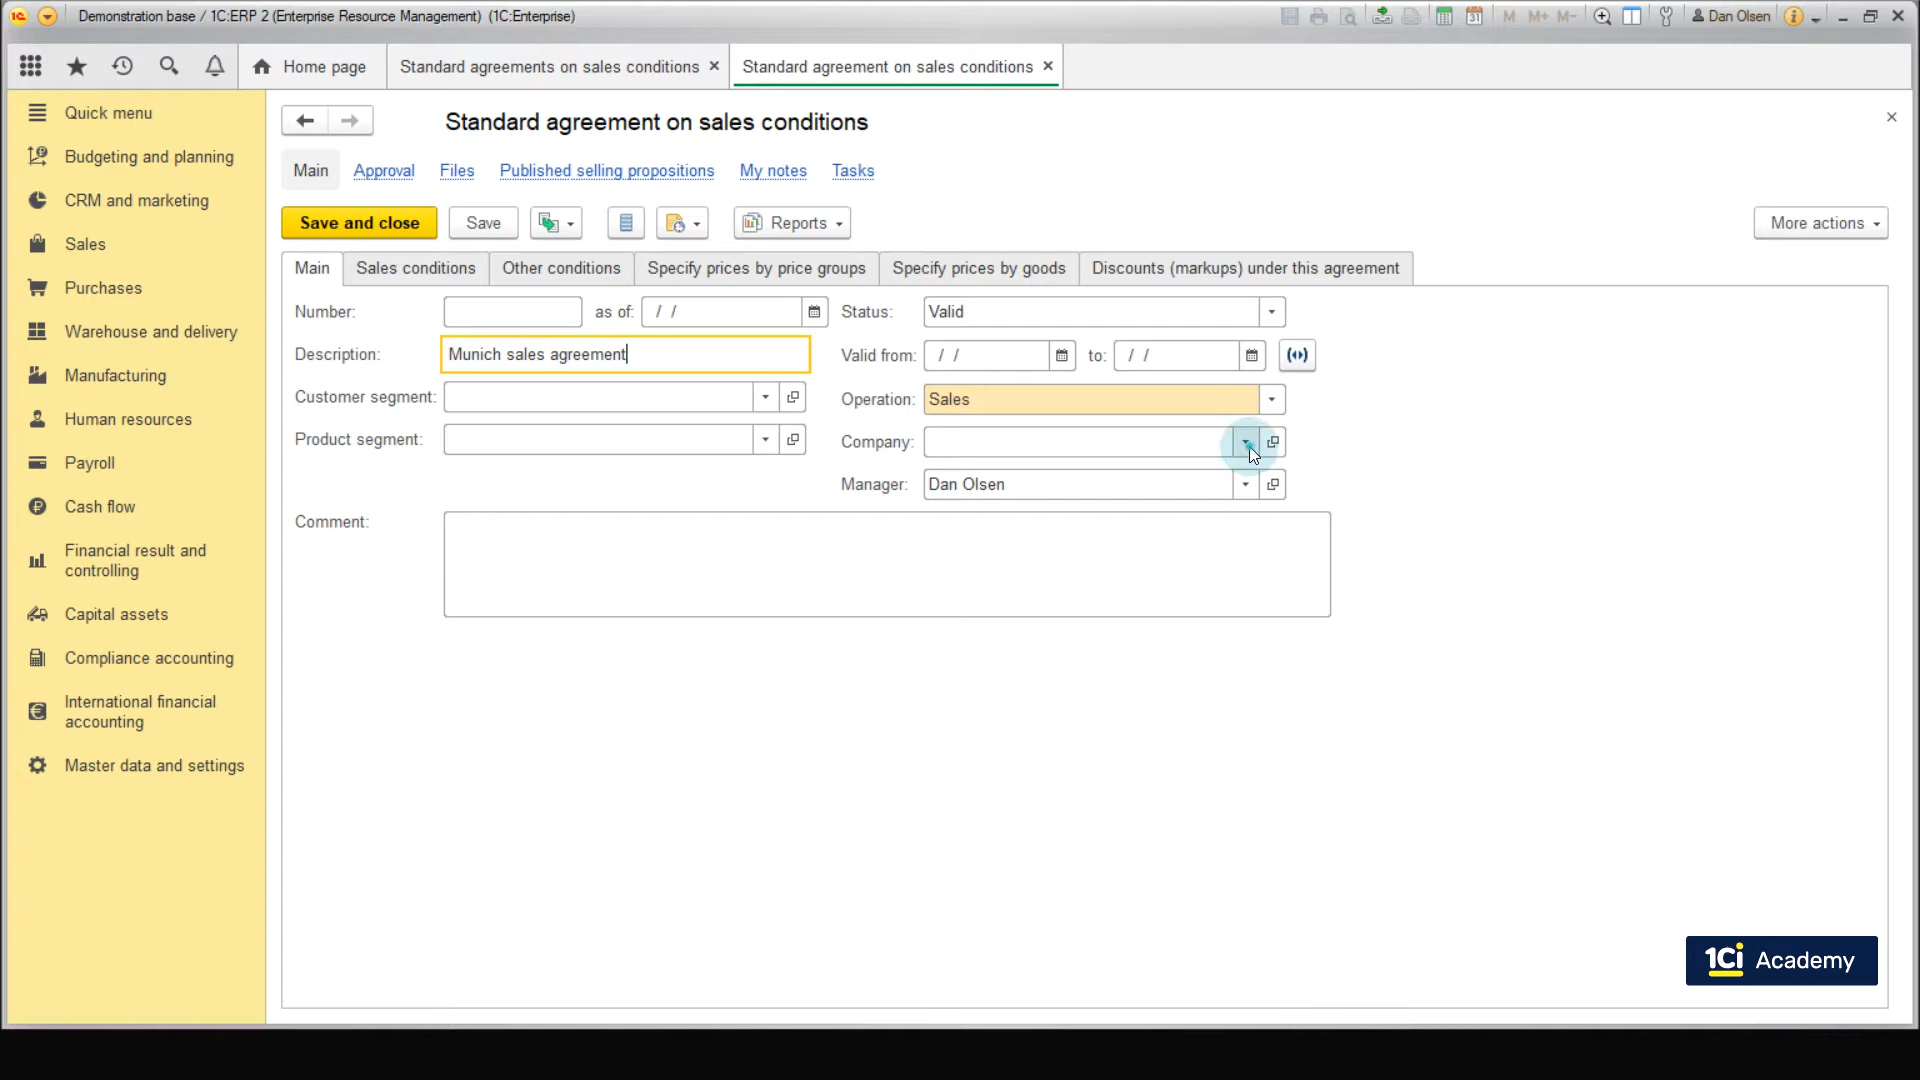 Demonstration base / 1C:ERP 2 (Enterprise Resource Management) (1C:Enterprise)
M M+ M- Dan Olsen
Home page
Standard agreements on sales conditions
Standard agreement on sales conditions
Quick menu
Budgeting and planning
CRM and marketing
Sales
Purchases
Warehouse and delivery
Manufacturing
Human resources
Payroll
Cash flow
Financial result and
controlling
Capital assets
Compliance accounting
International financial
accounting
Master data and settings
Standard agreement on sales conditions
Main Approval Files Published selling propositions My notes Tasks
Save and close Save Reports More actions
Main Sales conditions Other conditions Specify prices by price groups Specify prices by goods Discounts (markups) under this agreement
Number: as of: / / Status: Valid
Description: Munich sales agreement Valid from: / / to: / /
Customer segment: Operation: Sales
Product segment: Company:
Manager: Dan Olsen
Comment:
1Ci Academy